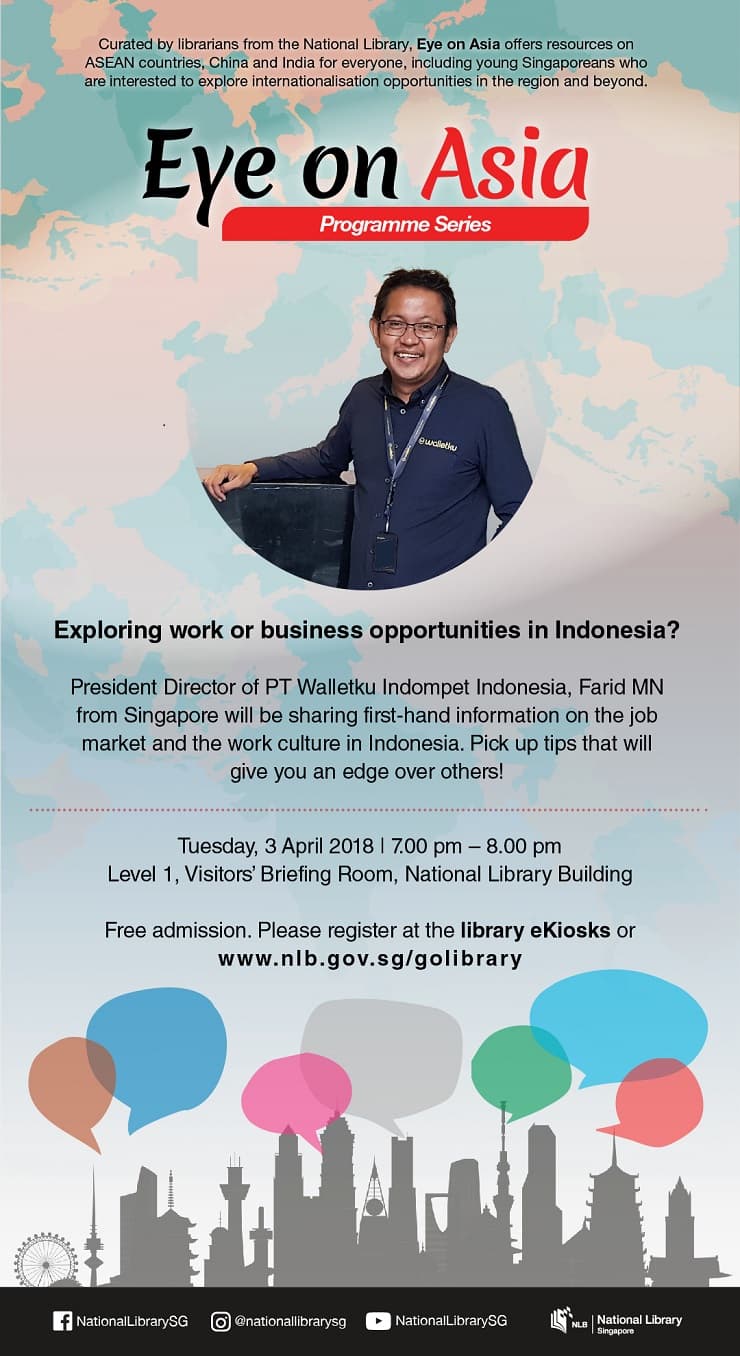 Curated by librarians from the National Library, Eye on Asia offers resources on
ASEAN countries, China and India for everyone, including young Singaporeans who
are interested to explore internationalisation opportunities in the region and beyond.
Eye on Asia
Programme Series
walletku
Exploring work or business opportunities in Indonesia?
President Director of PT Walletku Indompet Indonesia, Farid MN
from Singapore will be sharing first-hand information on the job
market and the work culture in Indonesia. Pick up tips that will
give you an edge over others!
Tuesday, 3 April 2018 | 7.00 pm – 8.00 pm
Level 1, Visitors' Briefing Room, National Library Building
Free admission. Please register at the library eKiosks or
www.nlb.gov.sg/golibrary
NationalLibrarySG
@nationallibrarysg
NationalLibrarySG
NLB
National Library
Singapore